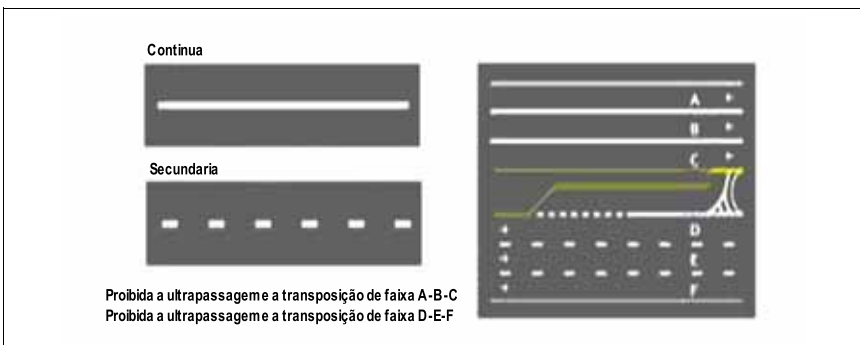 Continua
Secundaria
Proibida a ultrapassageme a transposição de faixa A-B-C
Proibida a ultrapassageme a transposição de faixa D-E-F
A
B
C
D
E
F